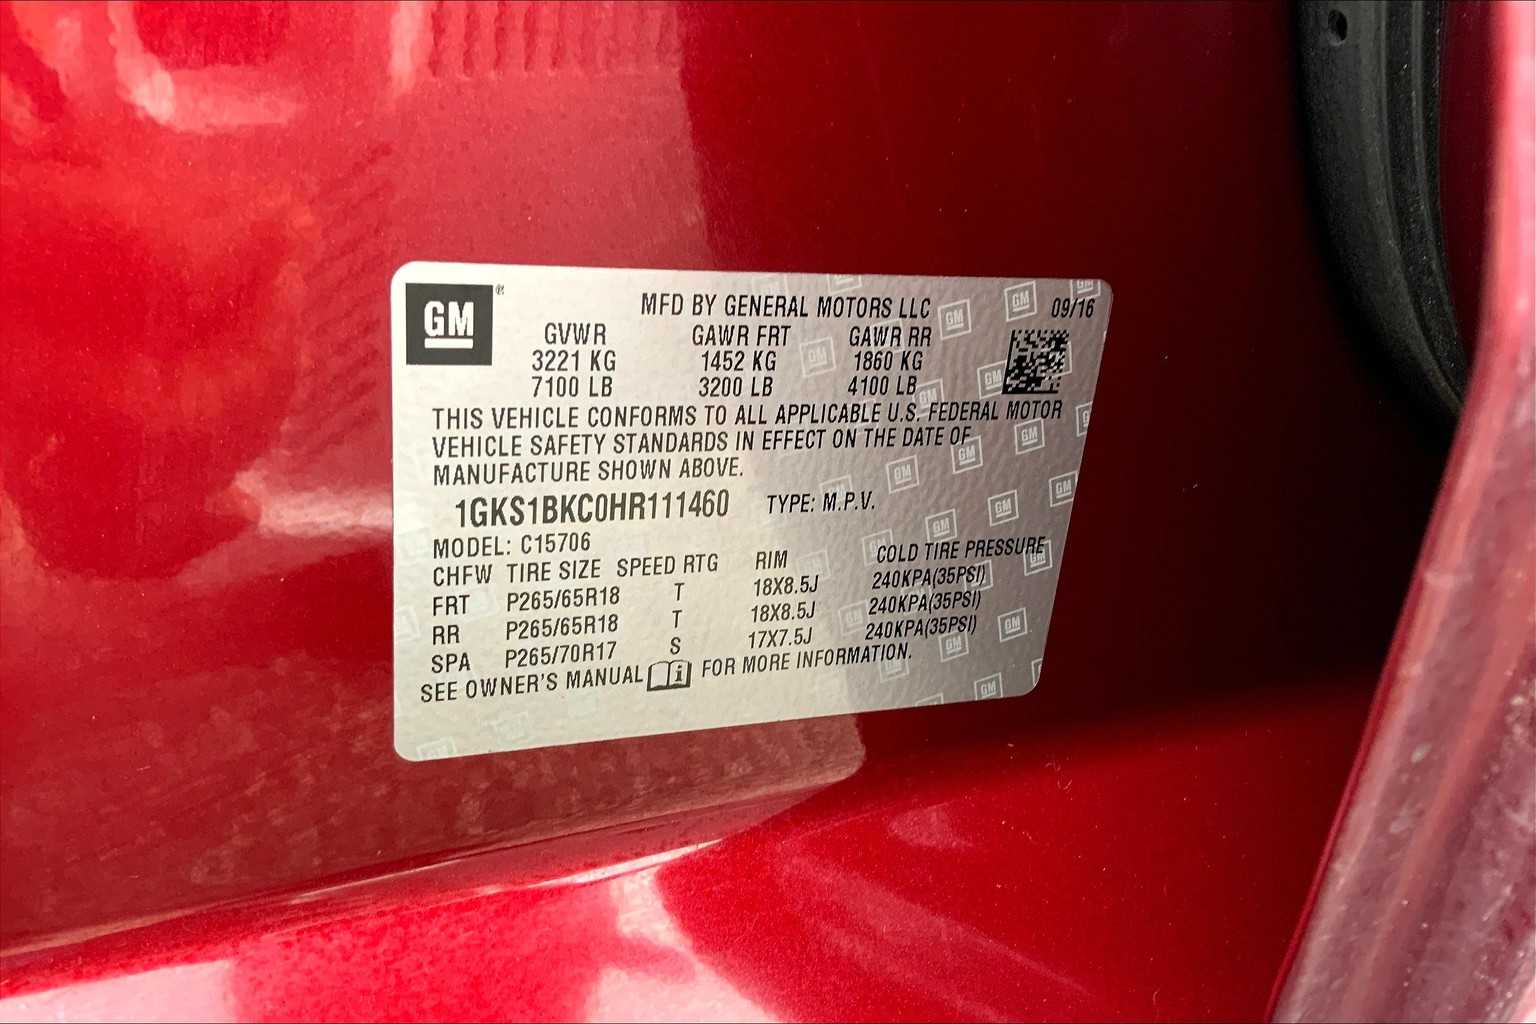 GM ®
MFD BY GENERAL MOTORS LLC 09/16
GVWR GAWR FRT GAWR RR
3221 KG 1452 KG 1860 KG
7100 LB 3200 LB 4100 LB
THIS VEHICLE CONFORMS TO ALL APPLICABLE U.S. FEDERAL MOTOR
VEHICLE SAFETY STANDARDS IN EFFECT ON THE DATE OF
MANUFACTURE SHOWN ABOVE.
1GKS1BKC0HR111460 TYPE: M.P.V.
MODEL: C15706
CHFW TIRE SIZE SPEED RTG RIM COLD TIRE PRESSURE
FRT P265/65R18 T 18X8.5J 240KPA(35PSI)
RR P265/65R18 T 18X8.5J 240KPA(35PSI)
SPA P265/70R17 S 17X7.5J 240KPA(35PSI)
SEE OWNER'S MANUAL i FOR MORE INFORMATION.